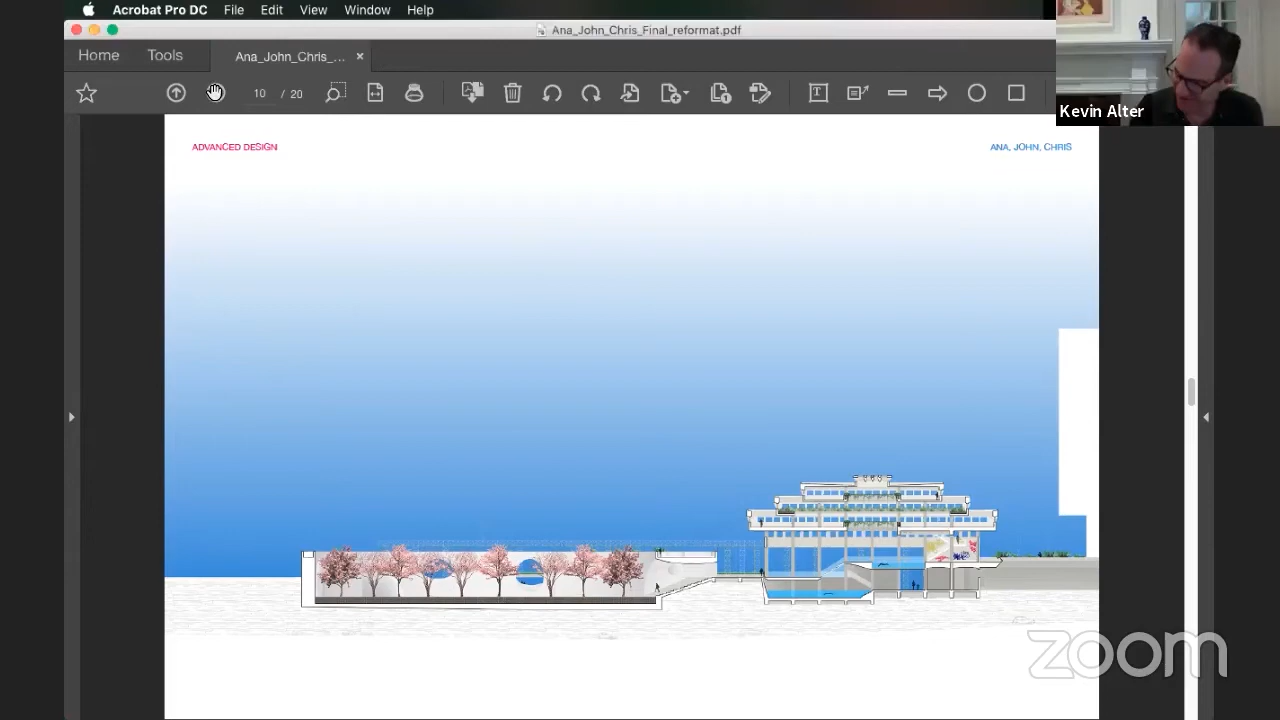 Acrobat Pro DC File Edit View Window Help
Ana_John_Chris_Final_reformat.pdf
Home Tools Ana_John_Chris_... ×
10 / 20
Kevin Alter
ADVANCED DESIGN
ANA, JOHN, CHRIS
zoom